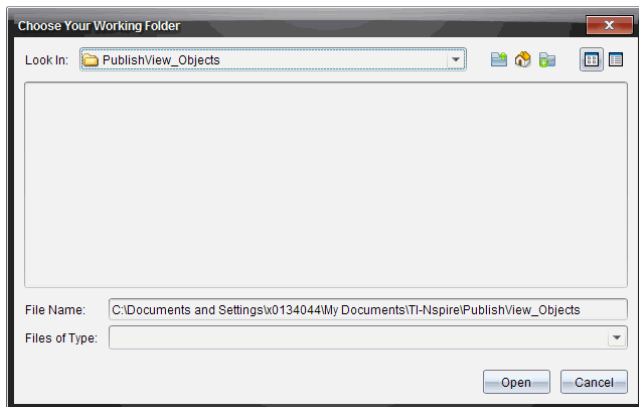 Choose Your Working Folder
Look In: PublishView_Objects
File Name: C:\Documents and Settings\x0134044\My Documents\TI-Nspire\PublishView_Objects
Files of Type:
Open Cancel